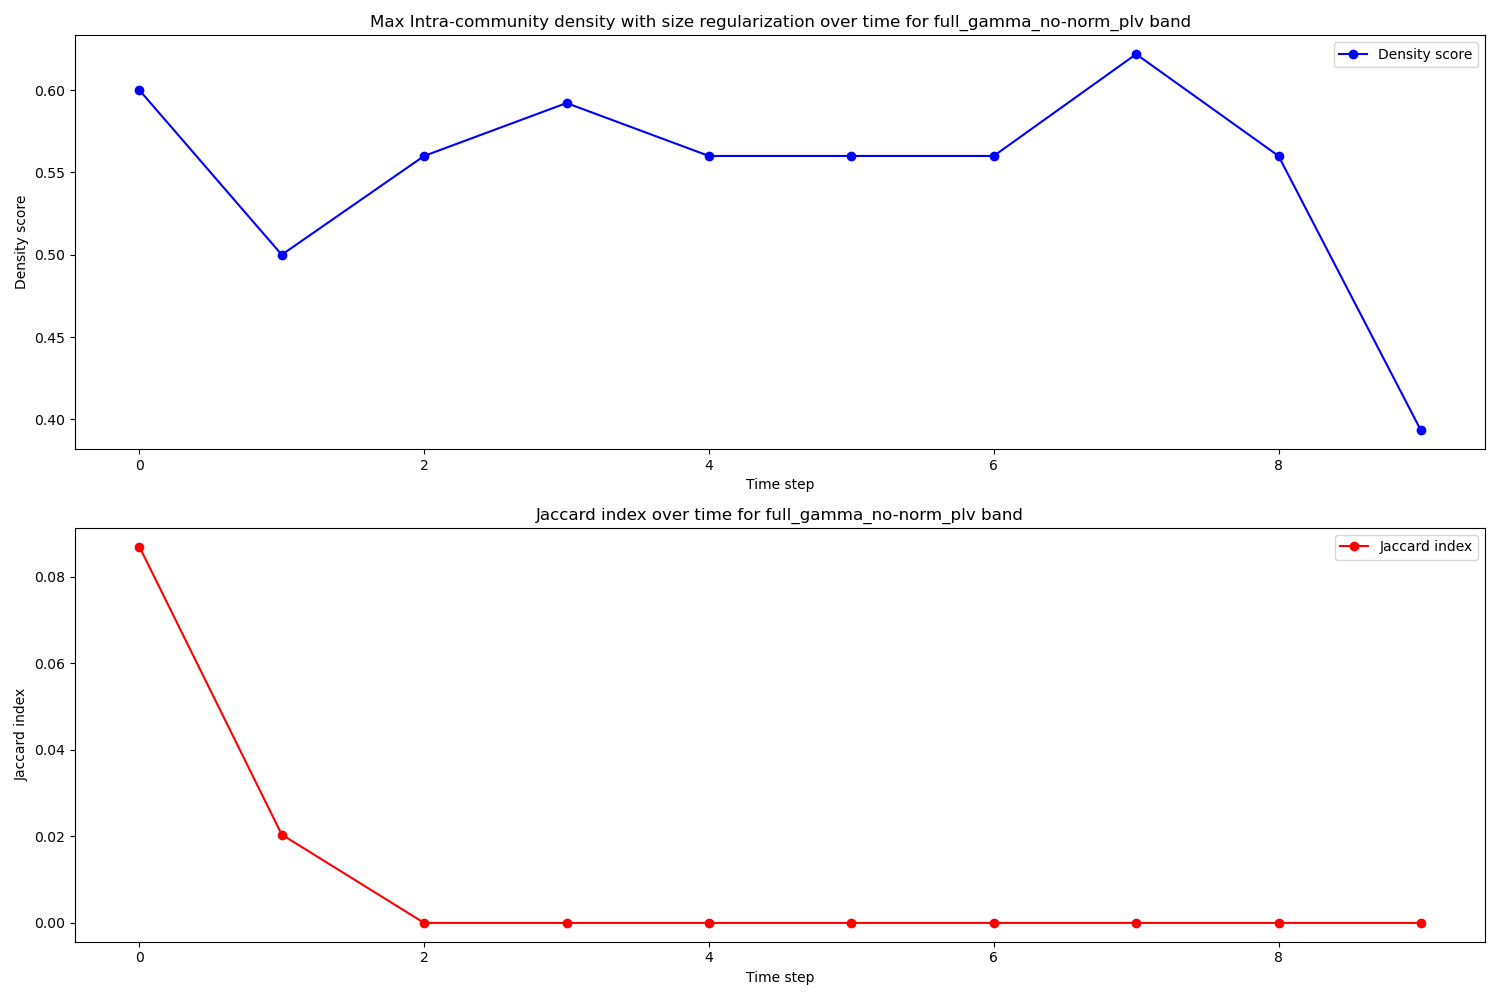 Max Intra-community density with size regularization over time for full_gamma_no-norm_plv band
Density score
0.60
0.55
0.50
0.45
0.40
Density score
0 2 4 6 8
Time step
Jaccard index over time for full_gamma_no-norm_plv band
Jaccard index
0.08
0.06
0.04
0.02
0.00
Jaccard index
0 2 4 6 8
Time step